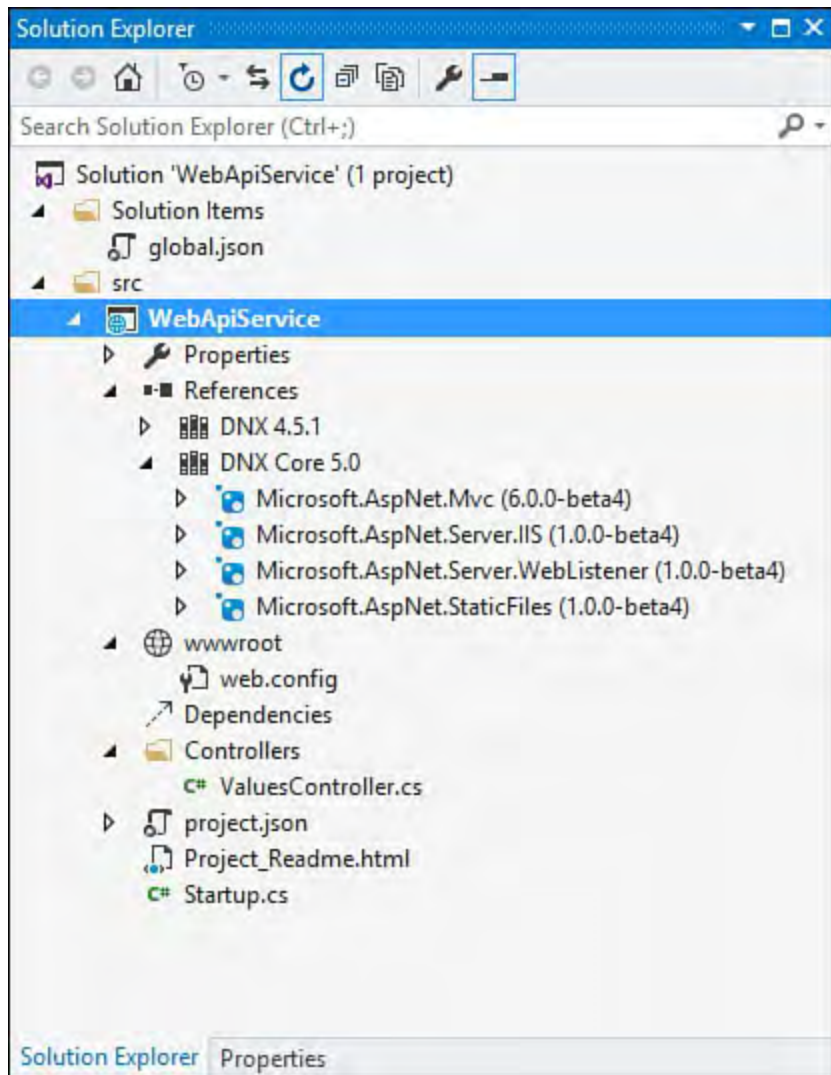 Solution Explorer
Search Solution Explorer (Ctrl+;)
Solution 'WebApiService' (1 project)
Solution Items
global.json
src
WebApiService
Properties
References
DNX 4.5.1
DNX Core 5.0
Microsoft.AspNet.Mvc (6.0.0-beta4)
Microsoft.AspNet.Server.IIS (1.0.0-beta4)
Microsoft.AspNet.Server.WebListener (1.0.0-beta4)
Microsoft.AspNet.StaticFiles (1.0.0-beta4)
wwwroot
web.config
Dependencies
Controllers
C# ValuesController.cs
project.json
Project_Readme.html
C# Startup.cs
Solution Explorer Properties